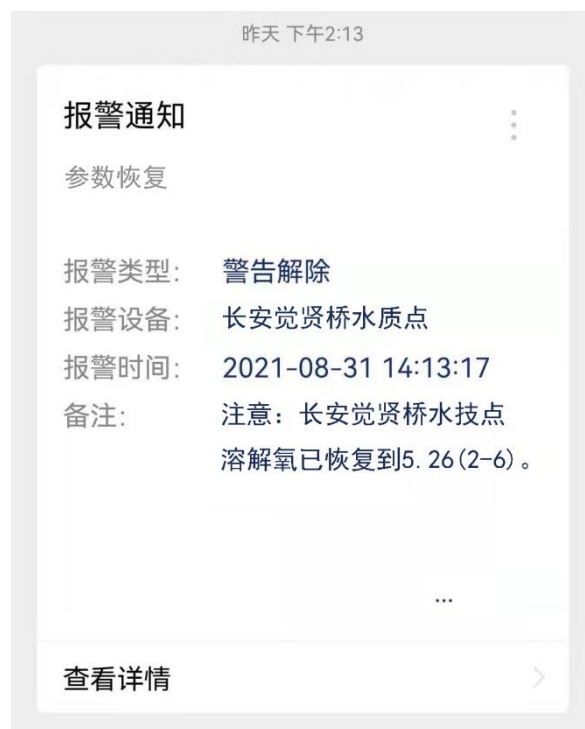 昨天 下午2:13
报警通知
参数恢复
报警类型: 警告解除
报警设备: 长安觉贤桥水质点
报警时间: 2021-08-31 14:13:17
备注: 注意：长安觉贤桥水技点
溶解氧已恢复到5.26(2-6)。
...
查看详情